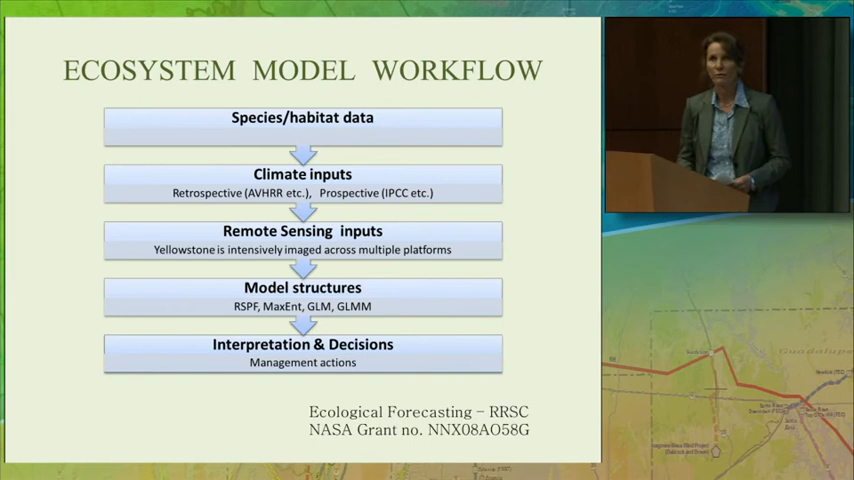 ECOSYSTEM MODEL WORKFLOW
Species/habitat data
Climate inputs
Retrospective (AVHRR etc.), Prospective (IPCC etc.)
Remote Sensing inputs
Yellowstone is intensively imaged across multiple platforms
Model structures
RSPF, MaxEnt, GLM, GLMM
Interpretation & Decisions
Management actions
Ecological Forecasting – RRSC
NASA Grant no. NNX08AO58G